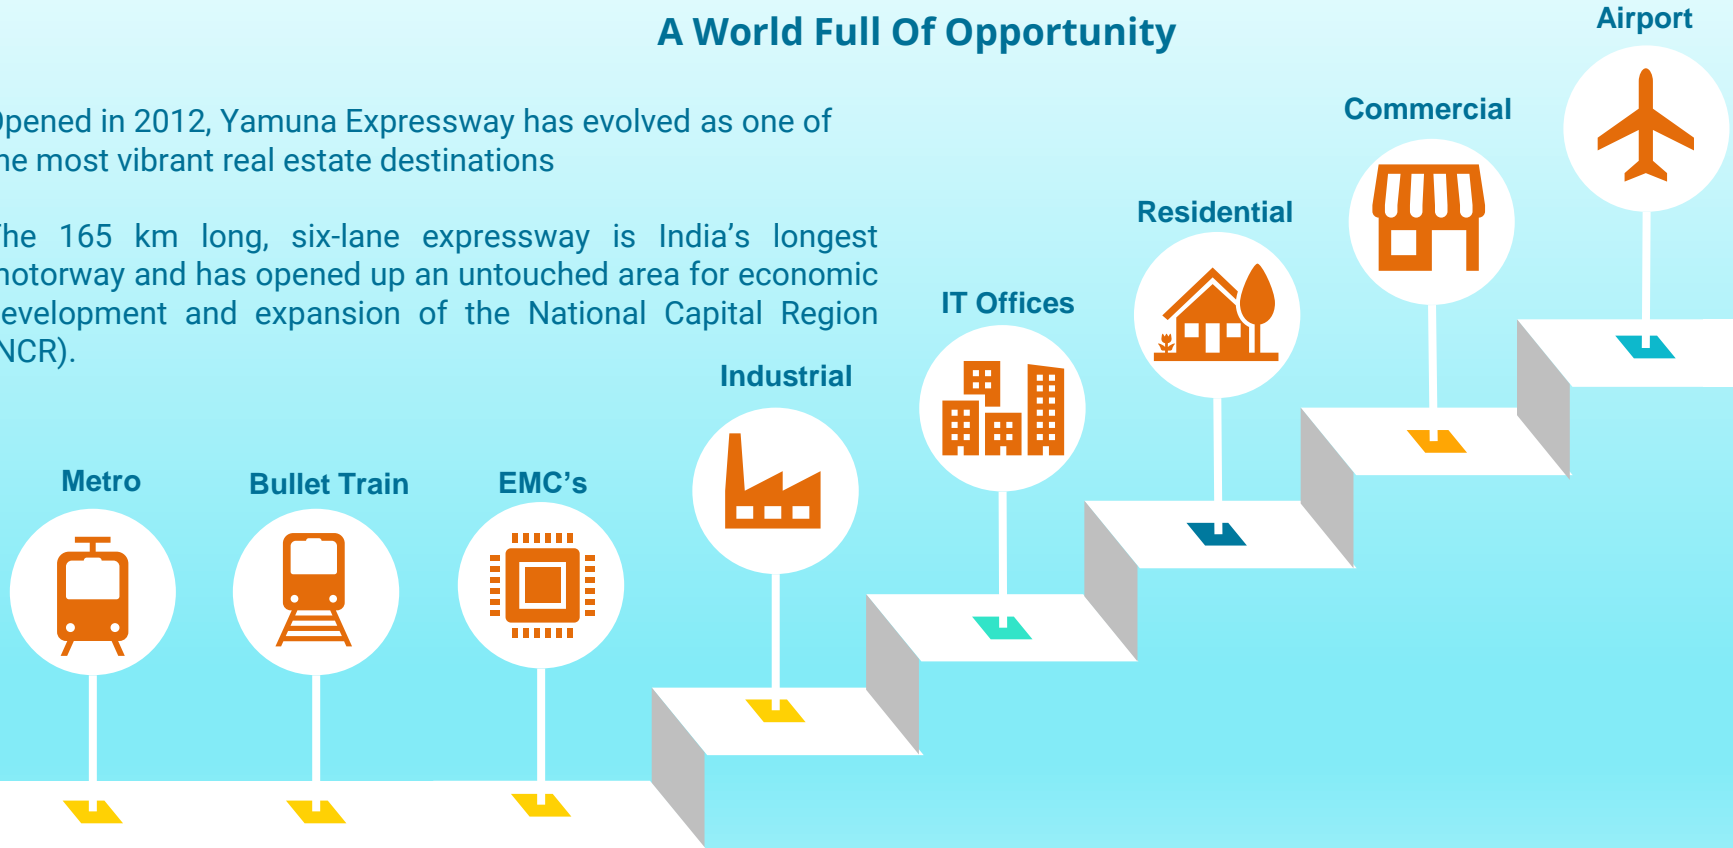 A World Full Of Opportunity
Airport
pened in 2012, Yamuna Expressway has evolved as one of
he most vibrant real estate destinations
Commercial
Residential
he 165 km long, six-lane expressway is India’s longest
otorway and has opened up an untouched area for economic
evelopment and expansion of the National Capital Region
NCR).
IT Offices
Industrial
Metro
Bullet Train
EMC’s